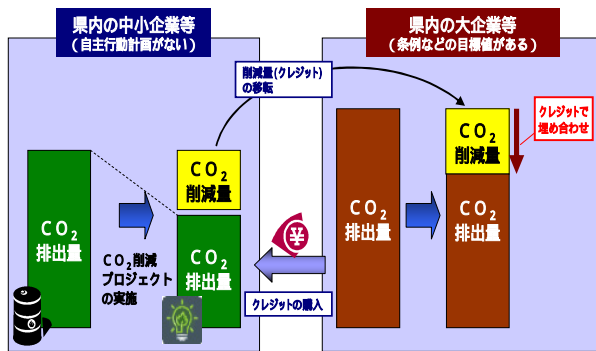 県内の中小企業等
(自主行動計画がない)
県内の大企業等
(条例などの目標値がある)
削減量(クレジット)
の移転
クレジットで
埋め合わせ
CO₂
削減量
CO₂
削減量
CO₂
排出量
CO₂
排出量
CO₂
排出量
CO₂
排出量
CO₂削減
プロジェクト
の実施
¥
クレジットの購入